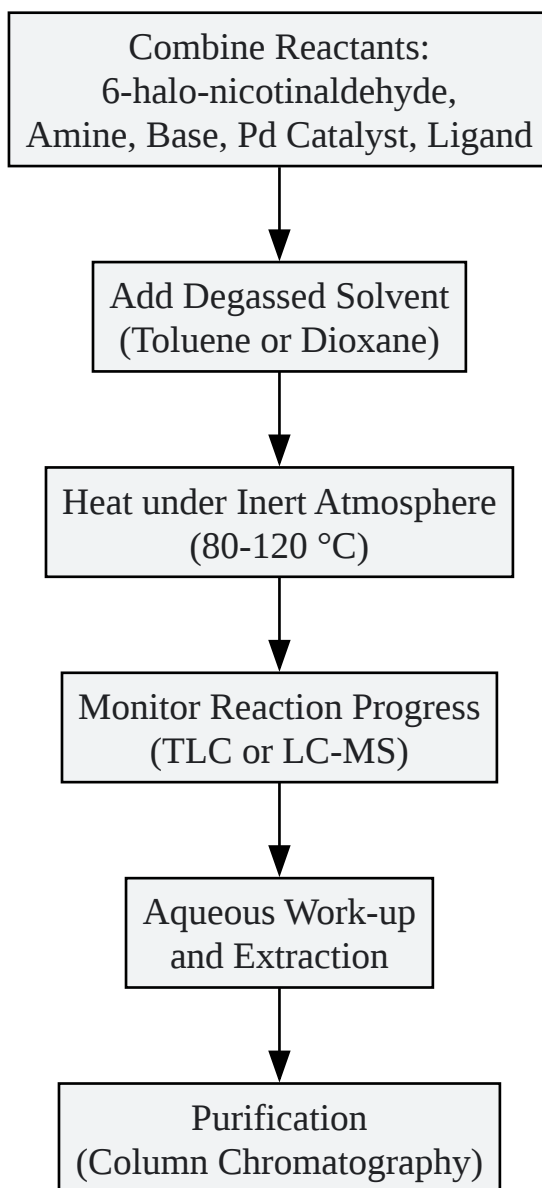 Combine Reactants:
6-halo-nicotinaldehyde,
Amine, Base, Pd Catalyst, Ligand
Add Degassed Solvent
(Toluene or Dioxane)
Heat under Inert Atmosphere
(80-120 °C)
Monitor Reaction Progress
(TLC or LC-MS)
Aqueous Work-up
and Extraction
Purification
(Column Chromatography)